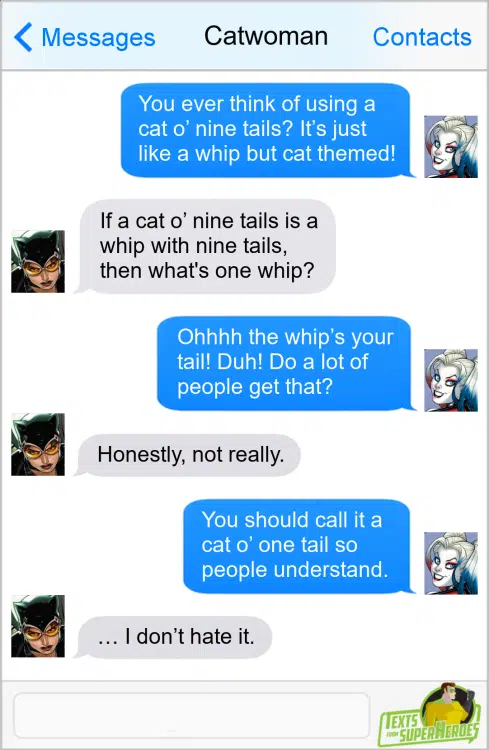 Messages Catwoman Contacts
You ever think of using a
cat o’ nine tails? It’s just
like a whip but cat themed!
If a cat o’ nine tails is a
whip with nine tails,
then what's one whip?
Ohhhh the whip’s your
tail! Duh! Do a lot of
people get that?
Honestly, not really.
You should call it a
cat o’ one tail so
people understand.
… I don’t hate it.
TEXTS
FROM SUPERHEROES